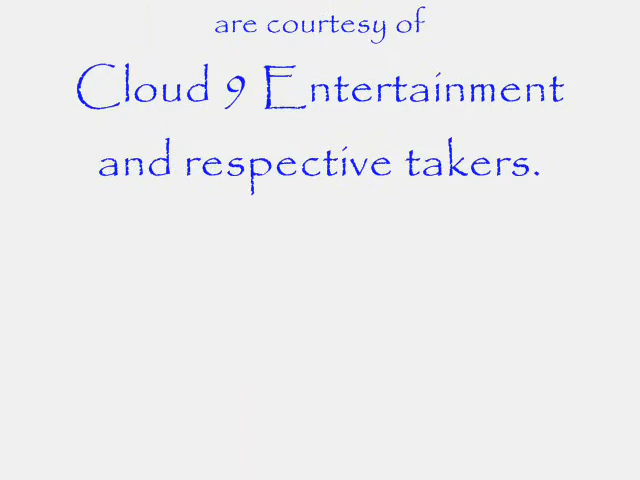 are courtesy of
Cloud 9 Entertainment
and respective takers.